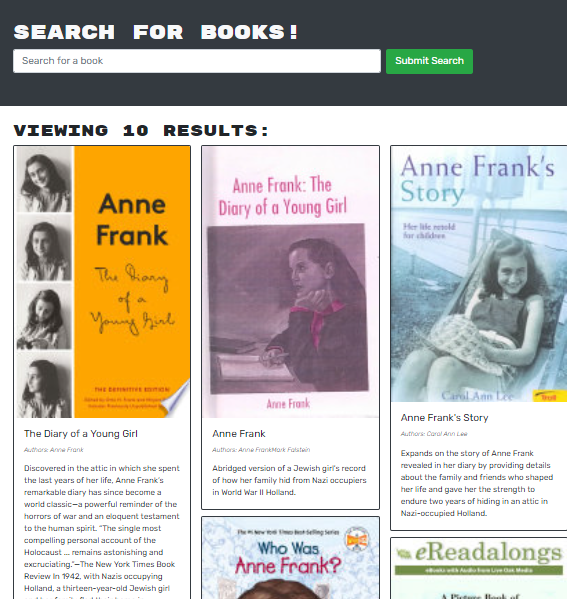 SEARCH FOR BOOKS!
Search for a book
Submit Search
VIEWING 10 RESULTS:
Anne
Frank
The Diary
of a
Young Girl
THE DEFINITIVE EDITION
The Diary of a Young Girl
Authors: Anne Frank
Discovered in the attic in which she spent
the last years of her life, Anne Frank's
remarkable diary has since become a
world classic—a powerful reminder of the
horrors of war and an eloquent testament
to the human spirit. "The single most
compelling personal account of the
Holocaust ... remains astonishing and
excruciating."—The New York Times Book
Review In 1942, with Nazis occupying
Holland, a thirteen-year-old Jewish girl
Anne Frank: The
Diary of a Young Girl
Anne Frank
Anne Frank
Authors: Anne FrankMark Falstein
Abridged version of a Jewish girl's record
of how her family hid from Nazi occupiers
in World War II Holland.
The #1 New York Times Best-Selling Series
Who Was
Anne Frank?
Anne Frank's
Story
Her life retold
for children
Carol Ann Lee
Anne Frank's Story
Authors: Carol Ann Lee
Expands on the story of Anne Frank
revealed in her diary by providing details
about the family and friends who shaped
her life and gave her the strength to
endure two years of hiding in an attic in
Nazi-occupied Holland.
eReadalongs
eBooks with Audio from Live Oak Media
A Picture Book of